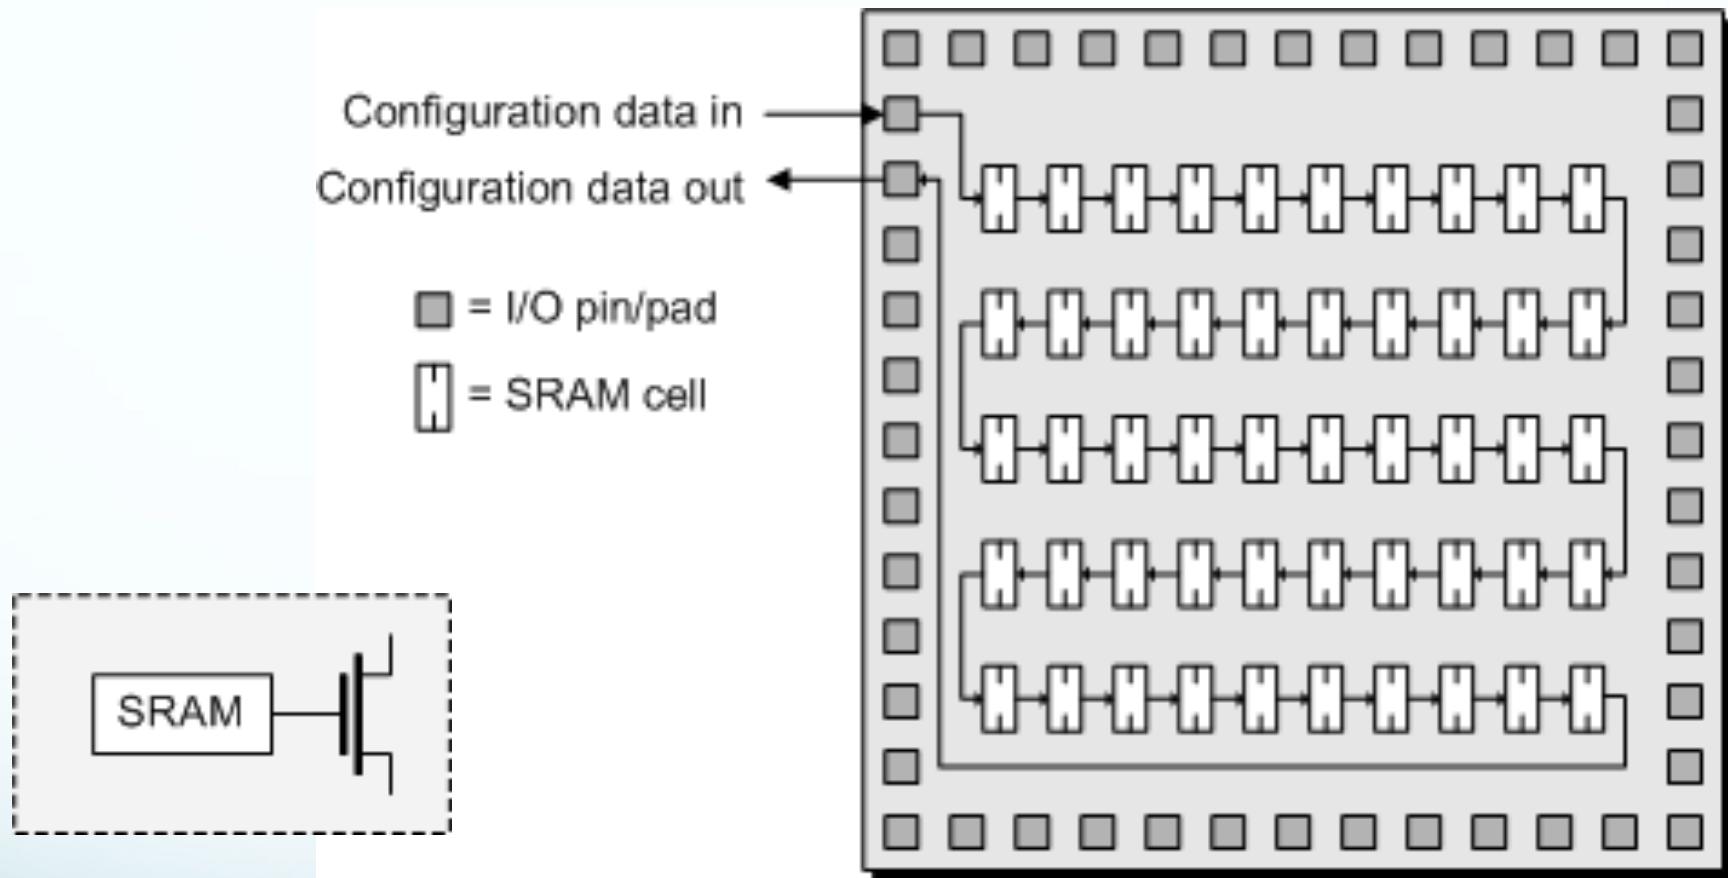 Configuration data in
Configuration data out
= I/O pin/pad
= SRAM cell
SRAM